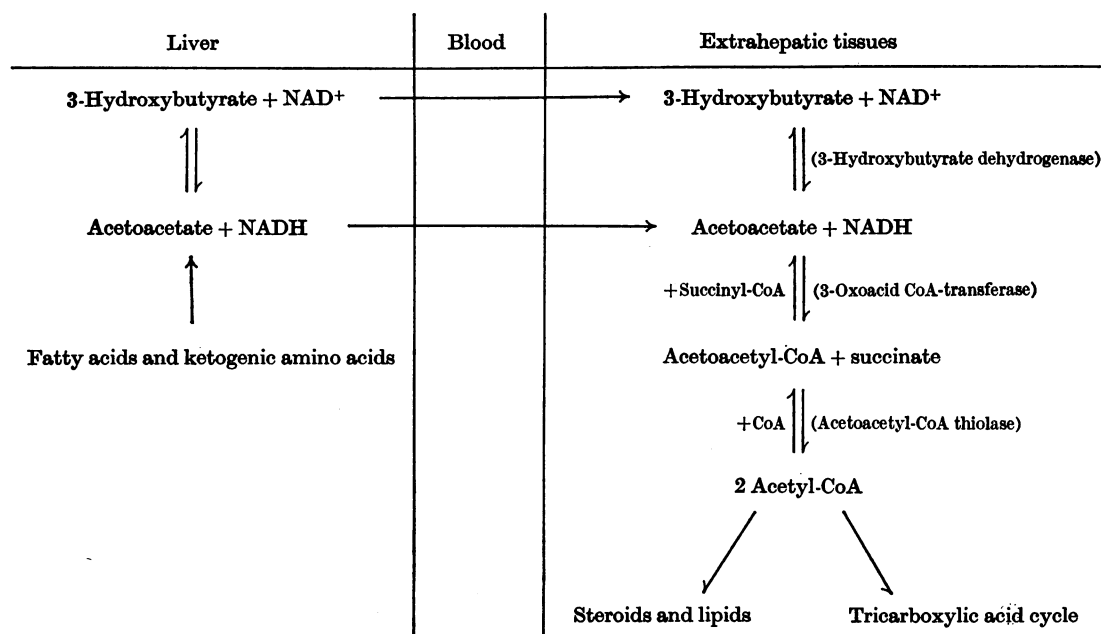 Liver
Blood
Extrahepatic tissues
3-Hydroxybutyrate + NAD⁺
3-Hydroxybutyrate + NAD⁺
(3-Hydroxybutyrate dehydrogenase)
Acetoacetate + NADH
Acetoacetate + NADH
+Succinyl-CoA
(3-Oxoacid CoA-transferase)
Fatty acids and ketogenic amino acids
Acetoacetyl-CoA + succinate
+CoA
(Acetoacetyl-CoA thiolase)
2 Acetyl-CoA
Steroids and lipids
Tricarboxylic acid cycle